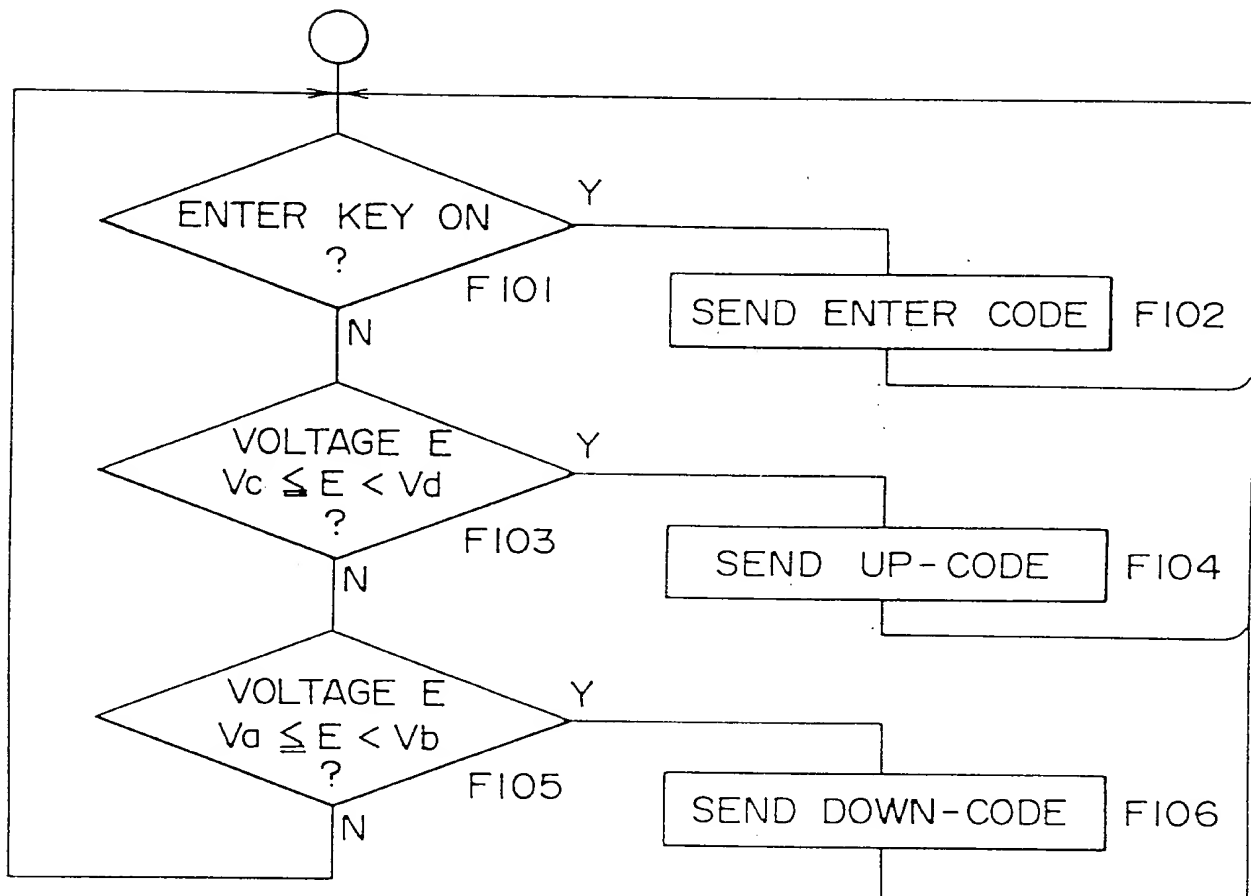 ENTER KEY ON
?
Y
F101
N
SEND ENTER CODE
F102
VOLTAGE E
Vc ≦ E < Vd
?
Y
F103
N
SEND UP-CODE
F104
VOLTAGE E
Va ≦ E < Vb
?
Y
F105
N
SEND DOWN-CODE
F106